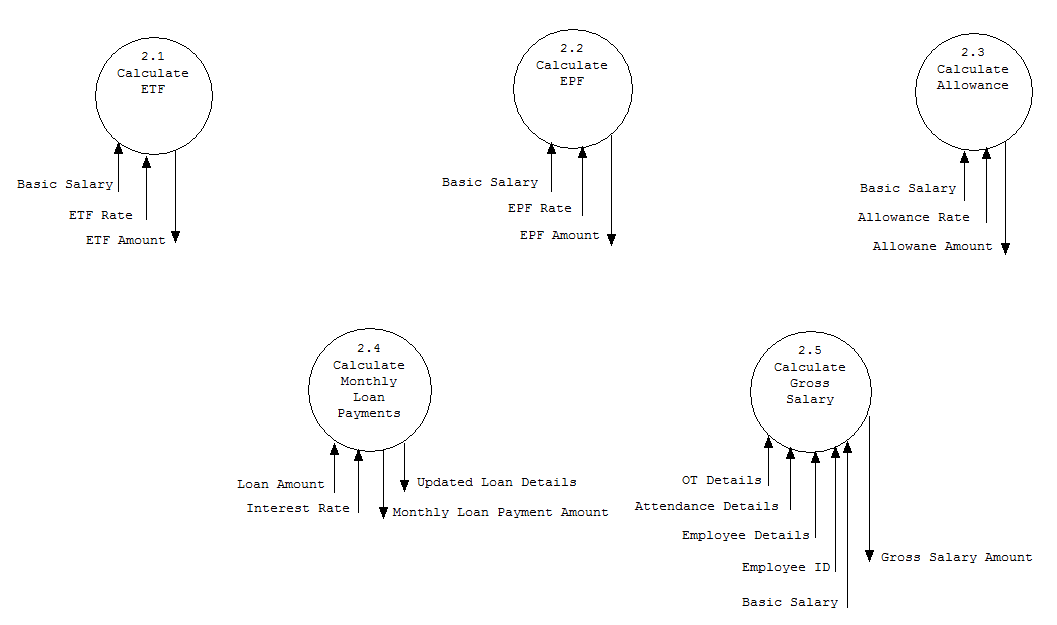 2.1
Calculate
ETF
Basic Salary
ETF Rate
ETF Amount
2.2
Calculate
EPF
Basic Salary
EPF Rate
EPF Amount
2.3
Calculate
Allowance
Basic Salary
Allowance Rate
Allowane Amount
2.4
Calculate
Monthly
Loan
Payments
Loan Amount
Interest Rate
Updated Loan Details
Monthly Loan Payment Amount
2.5
Calculate
Gross
Salary
OT Details
Attendance Details
Employee Details
Employee ID
Basic Salary
Gross Salary Amount